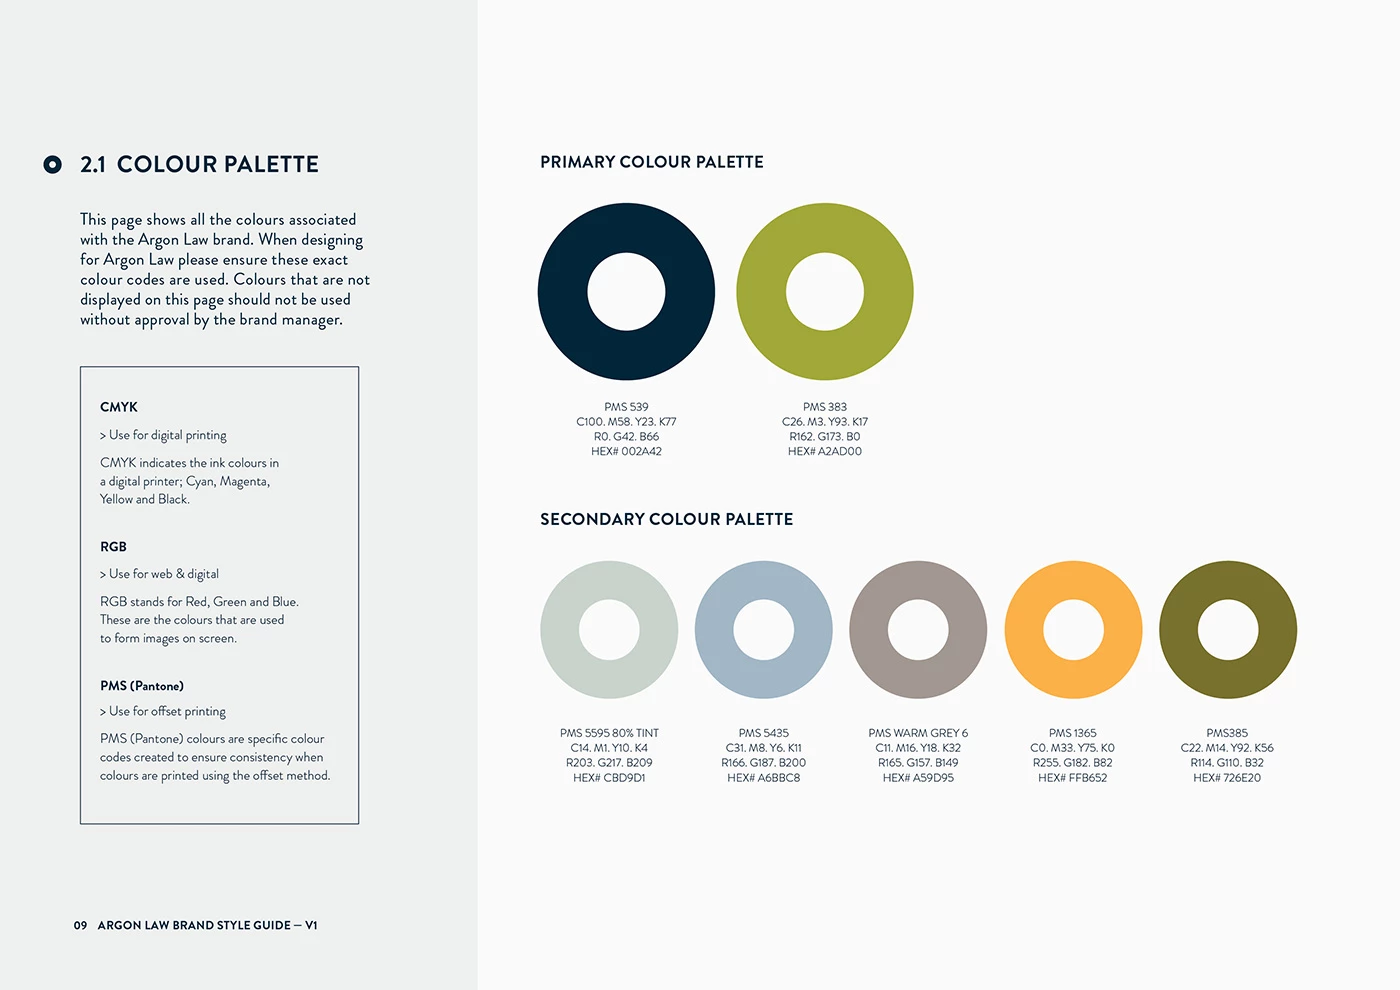 2.1 COLOUR PALETTE
This page shows all the colours associated
with the Argon Law brand. When designing
for Argon Law please ensure these exact
colour codes are used. Colours that are not
displayed on this page should not be used
without approval by the brand manager.
CMYK
> Use for digital printing
CMYK indicates the ink colours in
a digital printer; Cyan, Magenta,
Yellow and Black.
RGB
> Use for web & digital
RGB stands for Red, Green and Blue.
These are the colours that are used
to form images on screen.
PMS (Pantone)
> Use for offset printing
PMS (Pantone) colours are specific colour
codes created to ensure consistency when
colours are printed using the offset method.
09 ARGON LAW BRAND STYLE GUIDE — V1
PRIMARY COLOUR PALETTE
PMS 539
C100. M58. Y23. K77
R0. G42. B66
HEX# 002A42
PMS 383
C26. M3. Y93. K17
R162. G173. B0
HEX# A2AD00
SECONDARY COLOUR PALETTE
PMS 5595 80% TINT
C14. M1. Y10. K4
R203. G217. B209
HEX# CBD9D1
PMS 5435
C31. M8. Y6. K11
R166. G187. B200
HEX# A6BBC8
PMS WARM GREY 6
C11. M16. Y18. K32
R165. G157. B149
HEX# A59D95
PMS 1365
C0. M33. Y75. K0
R255. G182. B82
HEX# FFB652
PMS385
C22. M14. Y92. K56
R114. G110. B32
HEX# 726E20